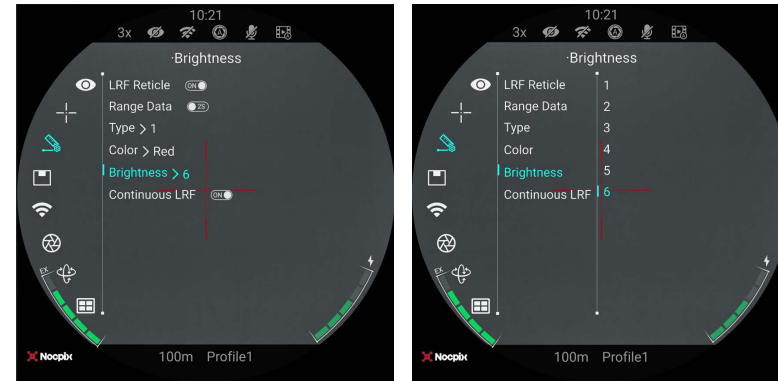 10:21
3x
·Brightness
LRF Reticle ON
Range Data 2S
Type > 1
Color > Red
Brightness > 6
Continuous LRF ON
EX
Nocpix
100m Profile1
10:21
3x
·Brightness
LRF Reticle 1
Range Data 2
Type 3
Color 4
Brightness 5
Continuous LRF 6
EX
Nocpix
100m Profile1